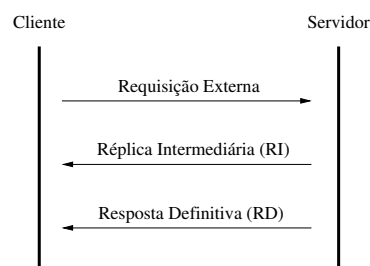 Cliente
Servidor
Requisição Externa
Réplica Intermediária (RI)
Resposta Definitiva (RD)